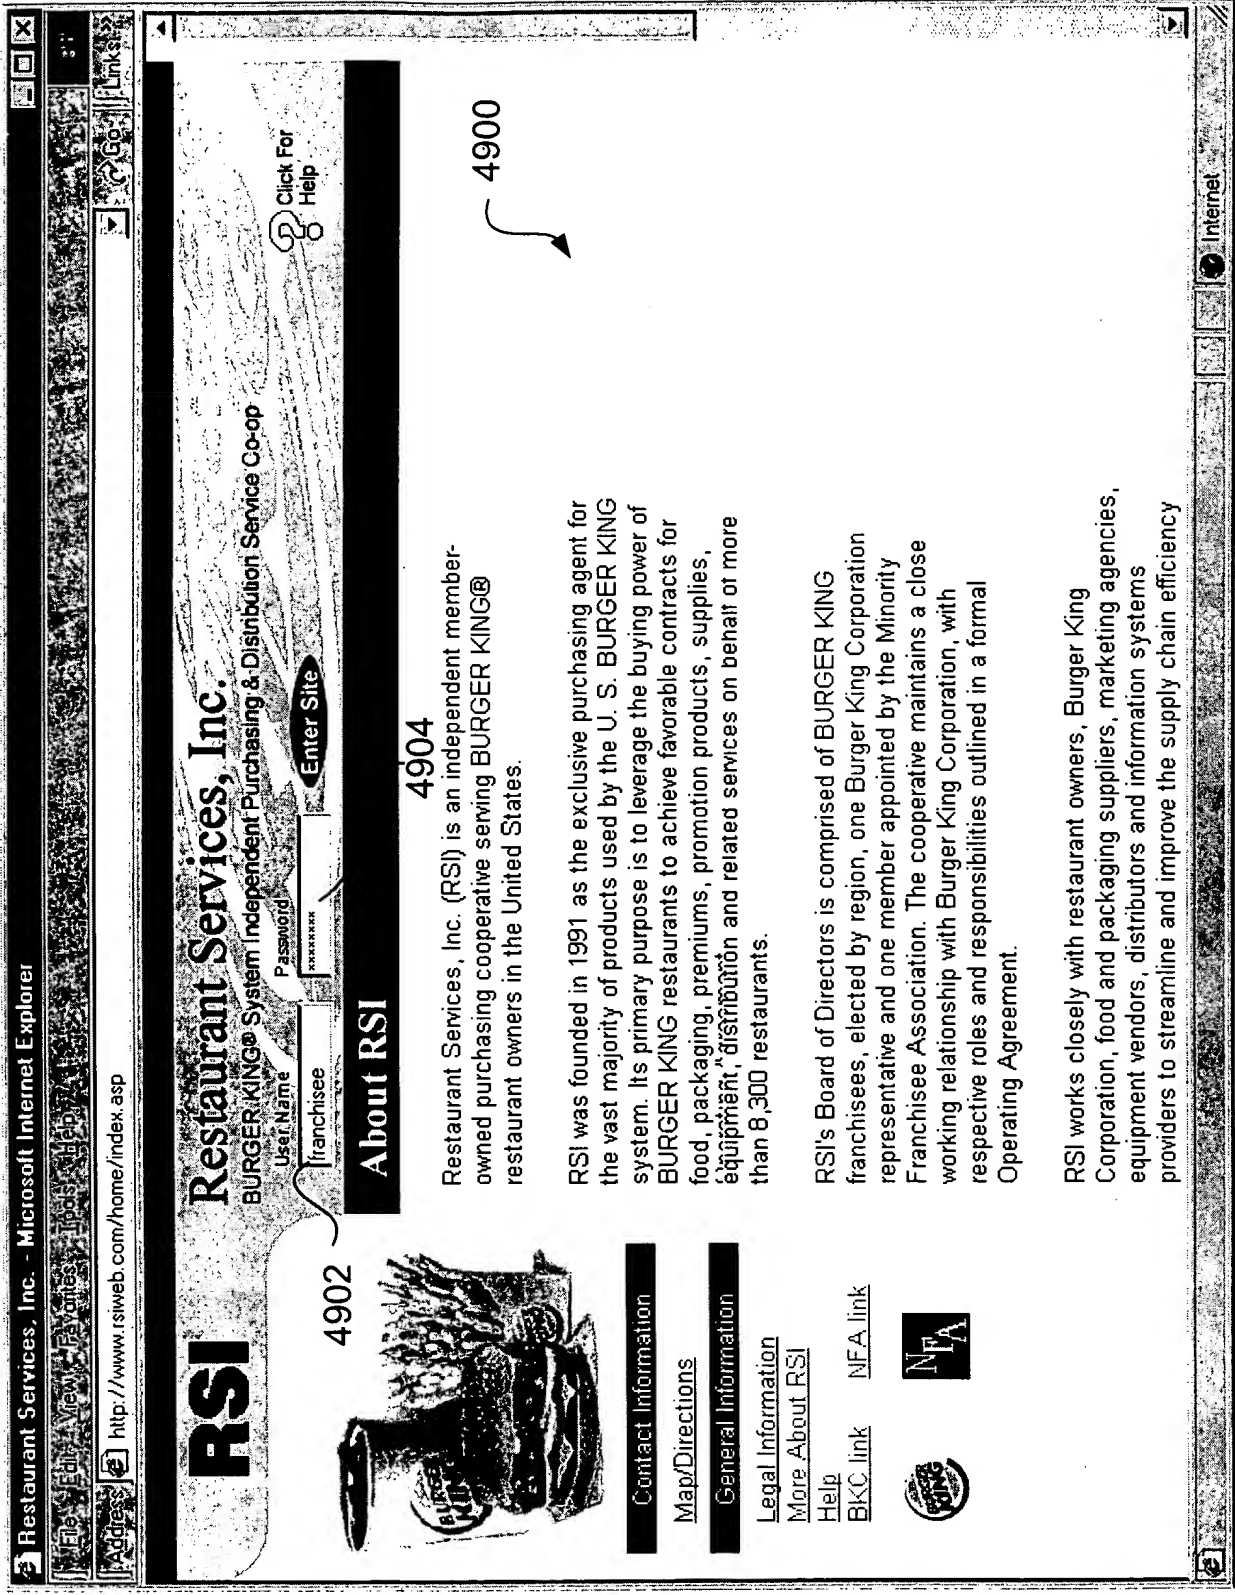 Restaurant Services, Inc. - Microsoft Internet Explorer
File Edit View Favorites Tools Help
Address http://www.rsiweb.com/home/index.asp Go Links
RSI
Restaurant Services, Inc.
BURGER KING® System Independent Purchasing & Distribution Service Co-op
User Name Password
franchisee xxxxxxxx Enter Site
Click For
Help
4902
4904
4900
About RSI
Restaurant Services, Inc. (RSI) is an independent member-
owned purchasing cooperative serving BURGER KING®
restaurant owners in the United States.
RSI was founded in 1991 as the exclusive purchasing agent for
the vast majority of products used by the U. S. BURGER KING
system. Its primary purpose is to leverage the buying power of
BURGER KING restaurants to achieve favorable contracts for
food, packaging, premiums, promotion products, supplies,
equipment, distribution and related services on behalf of more
than 8,300 restaurants.
RSI's Board of Directors is comprised of BURGER KING
franchisees, elected by region, one Burger King Corporation
representative and one member appointed by the Minority
Franchisee Association. The cooperative maintains a close
working relationship with Burger King Corporation, with
respective roles and responsibilities outlined in a formal
Operating Agreement.
RSI works closely with restaurant owners, Burger King
Corporation, food and packaging suppliers, marketing agencies,
equipment vendors, distributors and information systems
providers to streamline and improve the supply chain efficiency
BURGER KING
Contact Information
Map/Directions
General Information
Legal Information
More About RSI
Help
BKC link NFA link
BURGER KING
NFA
Internet